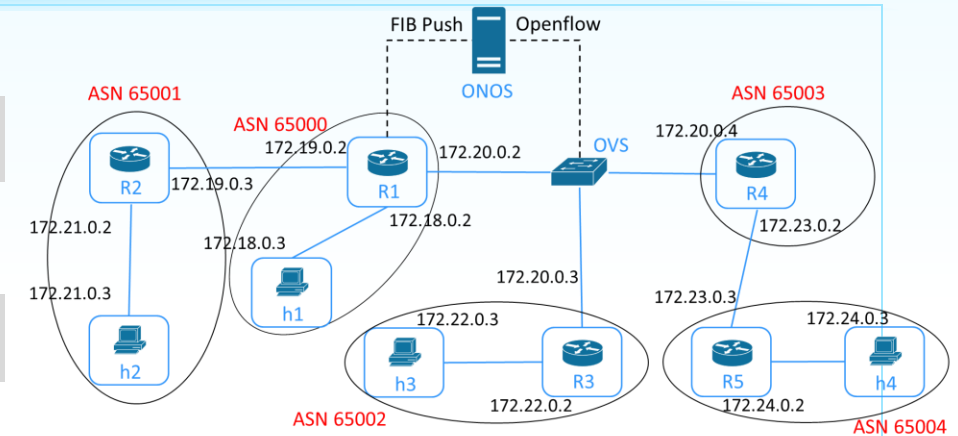 FIB Push
Openflow
ONOS
ASN 65001
ASN 65000
ASN 65003
172.19.0.2
172.20.0.2
OVS
172.20.0.4
R2
172.19.0.3
R1
R4
172.21.0.2
172.18.0.2
172.23.0.2
172.18.0.3
172.20.0.3
172.21.0.3
h1
172.23.0.3
172.22.0.3
172.24.0.3
h2
h3
R3
R5
h4
172.22.0.2
172.24.0.2
ASN 65002
ASN 65004